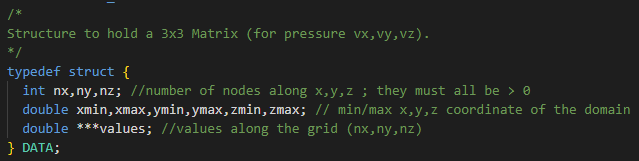 /*
Structure to hold a 3x3 Matrix (for pressure vx,vy,vz).
*/
typedef struct {
  int nx,ny,nz; //number of nodes along x,y,z ; they must all be > 0
  double xmin,xmax,ymin,ymax,zmin,zmax; // min/max x,y,z coordinate of the domain
  double ***values; //values along the grid (nx,ny,nz)
} DATA;